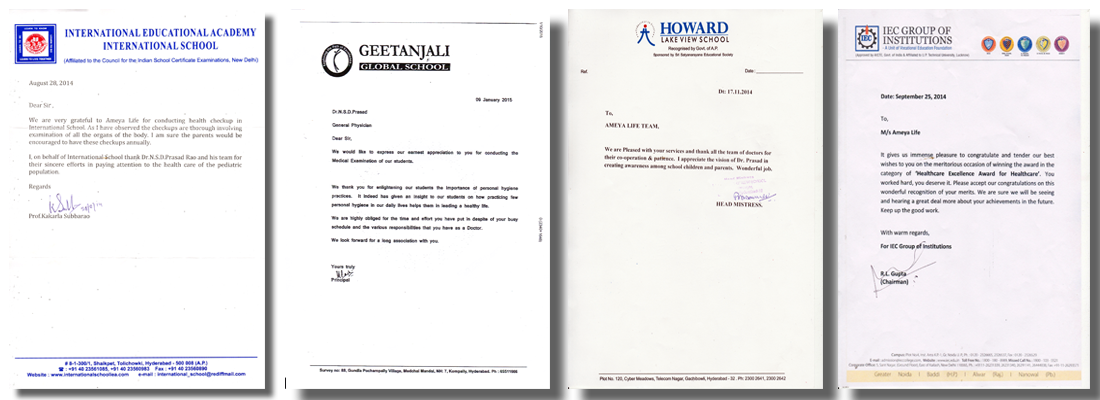 INTERNATIONAL EDUCATIONAL ACADEMY
INTERNATIONAL SCHOOL
(Affiliated to the Council for the Indian School Certificate Examinations, New Delhi)
August 28, 2014
Dear Sir,
We are very grateful to Ameya Life for conducting health checkup in
International School. As I have observed the checkups are thorough involving
examination of all the organs of the body. I am sure the parents would be
encouraged to have these checkups annually.
I, on behalf of International School thank Dr.N.S.D.Prasad Rao and his team for
their sincere efforts in paying attention to the health care of the pediatric
population.
Regards
Prof.Kakarla Subbarao
# 8-1-300/1, Shaikpet, Tolichowki, Hyderabad - 500 008 (A.P.)
☎ : +91 40 23561085, +91 40 23560983 Fax : +91 40 23560890
Website : www.internationalschooliea.com e-mail : international_school@rediffmail.com
GEETANJALI
GLOBAL SCHOOL
09 January 2015
Dr.N.S.D.Prasad
General Physician
Dear Sir,
We would like to express our earnest appreciation to you for conducting the
Medical Examination of our students.
We thank you for enlightening our students the importance of personal hygiene
practices. It indeed has given an insight to our students on how practicing few
personal hygiene in our daily lives helps them in leading a healthy life.
We are highly obliged for the time and effort you have put in despite of your busy
schedule and the various responsibilities that you have as a Doctor.
We look forward for a long association with you.
Yours truly
Principal
Survey no: 88, Dundla Pochampally Village, Medchal Mandal, NH: 7, Kompally, Hyderabad. Ph :
HOWARD
LAKE VIEW SCHOOL
Recognised by Govt. of A.P.
Sponsored by Sri Satyanarayana Educational Society
Ref: Date:
Dt: 17.11.2014
To,
AMEYA LIFE TEAM,
We are Pleased with your services and thank all the team of doctors for
their co-operation & patience. I appreciate the vision of Dr. Prasad in
creating awareness among school children and parents. Wonderful job.
HEAD MISTRESS.
Plot No. 120, Cyber Meadows, Telecom Nagar, Gachibowli, Hyderabad - 32 . Ph: 2300 2641, 2300 2642
IEC
IEC GROUP OF
INSTITUTIONS
A Unit of Vocational Education Foundation
Date: September 25, 2014
To,
M/s Ameya Life
It gives us immense pleasure to congratulate and tender our best
wishes to you on the meritorious occasion of winning the award in the
category of 'Healthcare Excellence Award for Healthcare'. You
worked hard, you deserve it. Please accept our congratulations on this
wonderful recognition of your merits. We are sure we will be seeing
and hearing a great deal more about your achievements in the future.
Keep up the good work.
With warm regards,
For IEC Group of Institutions
R.L. Gupta
(Chairman)
Greater Noida | Baddi (H.P.) | Alwar (Raj.) | Narnowal (Pb.)